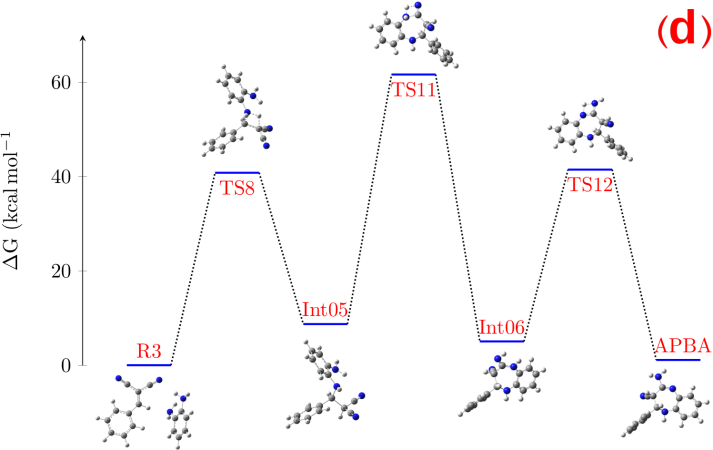 (d)
ΔG (kcal mol⁻¹)
60
40
20
0
R3
TS8
Int05
TS11
Int06
TS12
APBA